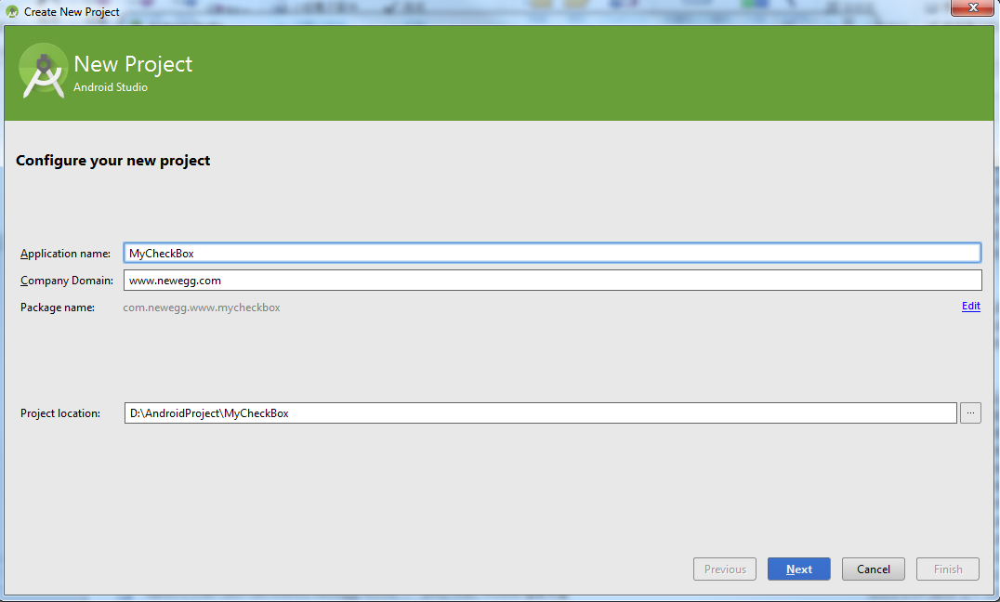 Create New Project
New Project
Android Studio
Configure your new project
Application name: MyCheckBox
Company Domain: www.newegg.com
Package name: com.newegg.www.mycheckbox Edit
Project location: D:\AndroidProject\MyCheckBox ...
Previous Next Cancel Finish